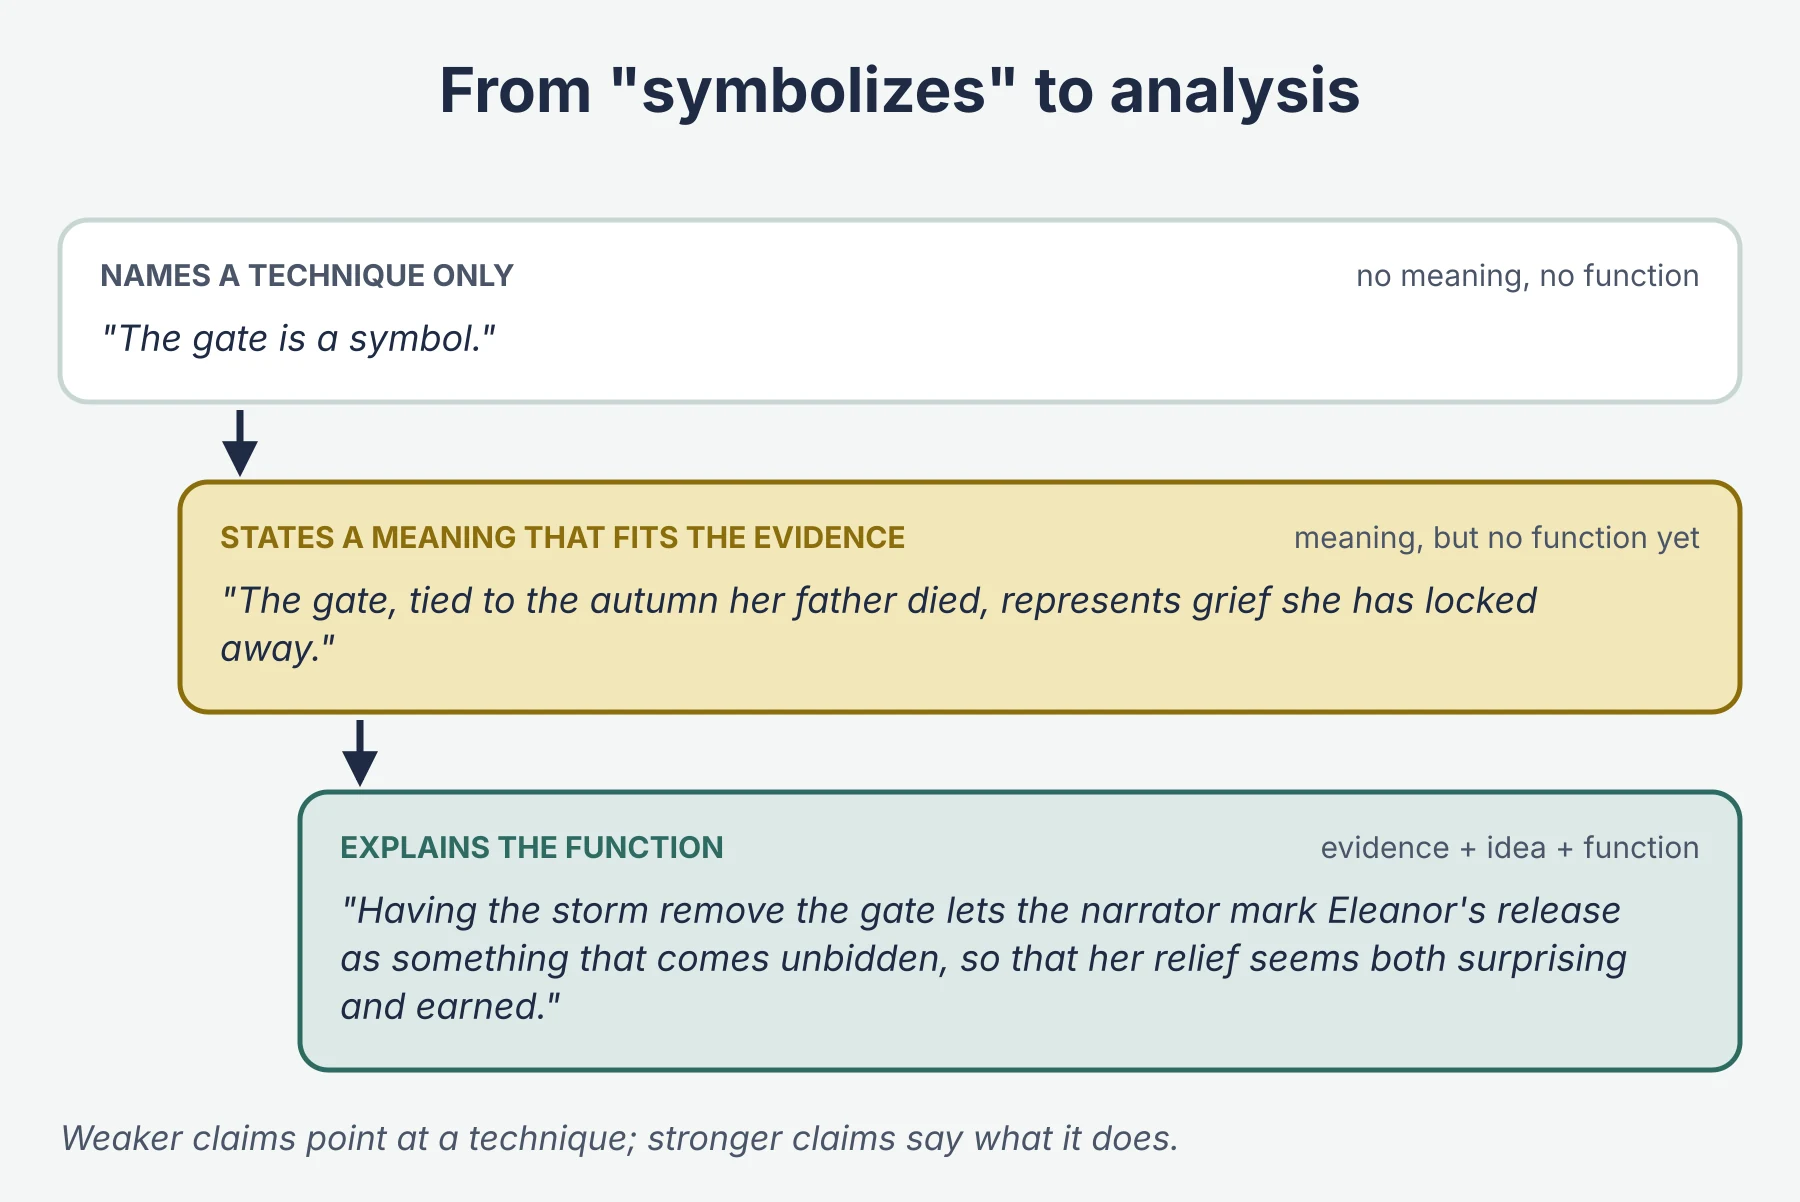 From "symbolizes" to analysis
NAMES A TECHNIQUE ONLY
no meaning, no function
"The gate is a symbol."
STATES A MEANING THAT FITS THE EVIDENCE
meaning, but no function yet
"The gate, tied to the autumn her father died, represents grief she has locked
away."
EXPLAINS THE FUNCTION
evidence + idea + function
"Having the storm remove the gate lets the narrator mark Eleanor's release
as something that comes unbidden, so that her relief seems both surprising
and earned."
Weaker claims point at a technique; stronger claims say what it does.